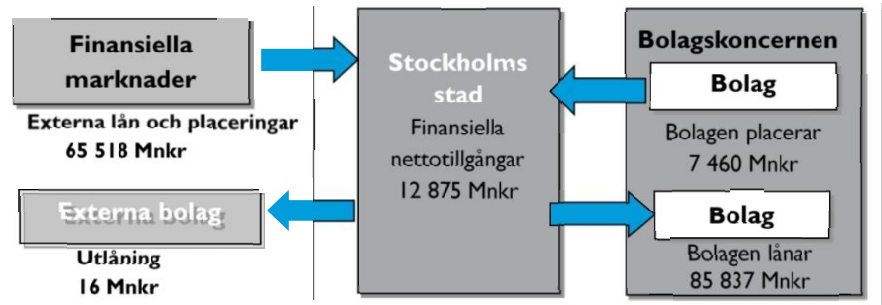 Finansiella
marknader
Externa lån och placeringar
65 518 Mnkr
Externa bolag
Utlåning
16 Mnkr
Stockholms
stad
Finansiella
nettotillgångar
12 875 Mnkr
Bolagskoncernen
Bolag
Bolagen placerar
7 460 Mnkr
Bolag
Bolagen lånar
85 837 Mnkr